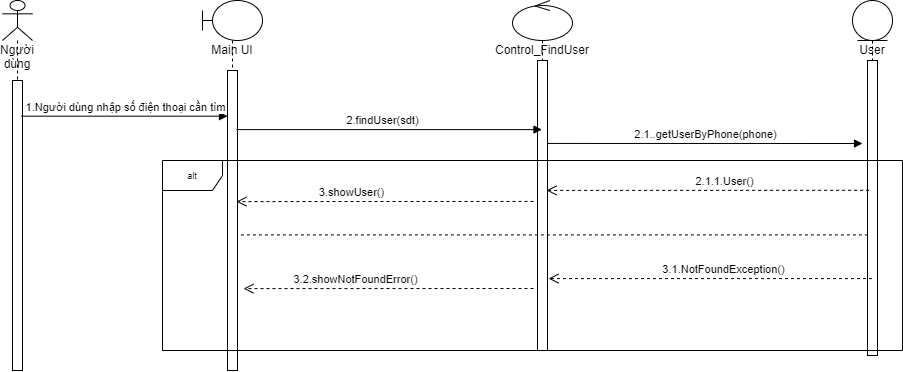 Người
dùng
Main UI
Control_FindUser
User
1.Người dùng nhập số điện thoại cần tìm
2.findUser(sdt)
2.1..getUserByPhone(phone)
alt
2.1.1.User()
3.showUser()
3.1.NotFoundException()
3.2.showNotFoundError()